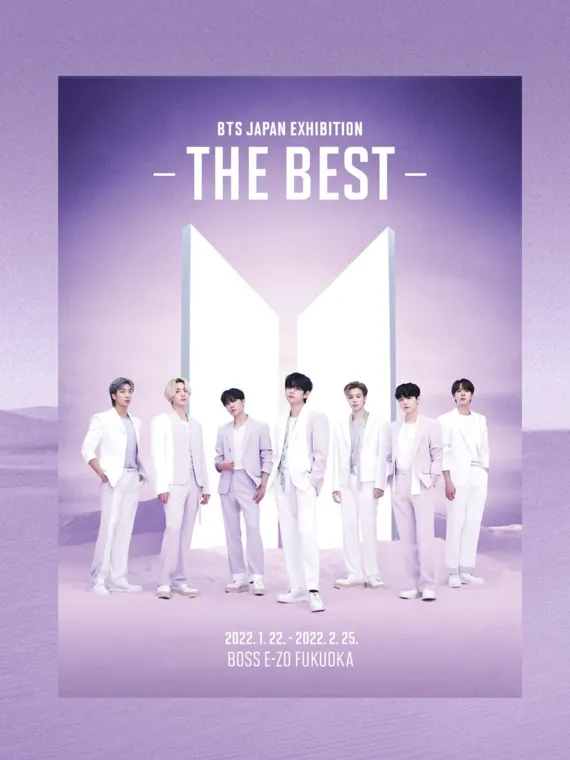 BTS JAPAN EXHIBITION
– THE BEST –
2022. 1. 22. - 2022. 2. 25.
BOSS E-ZO FUKUOKA